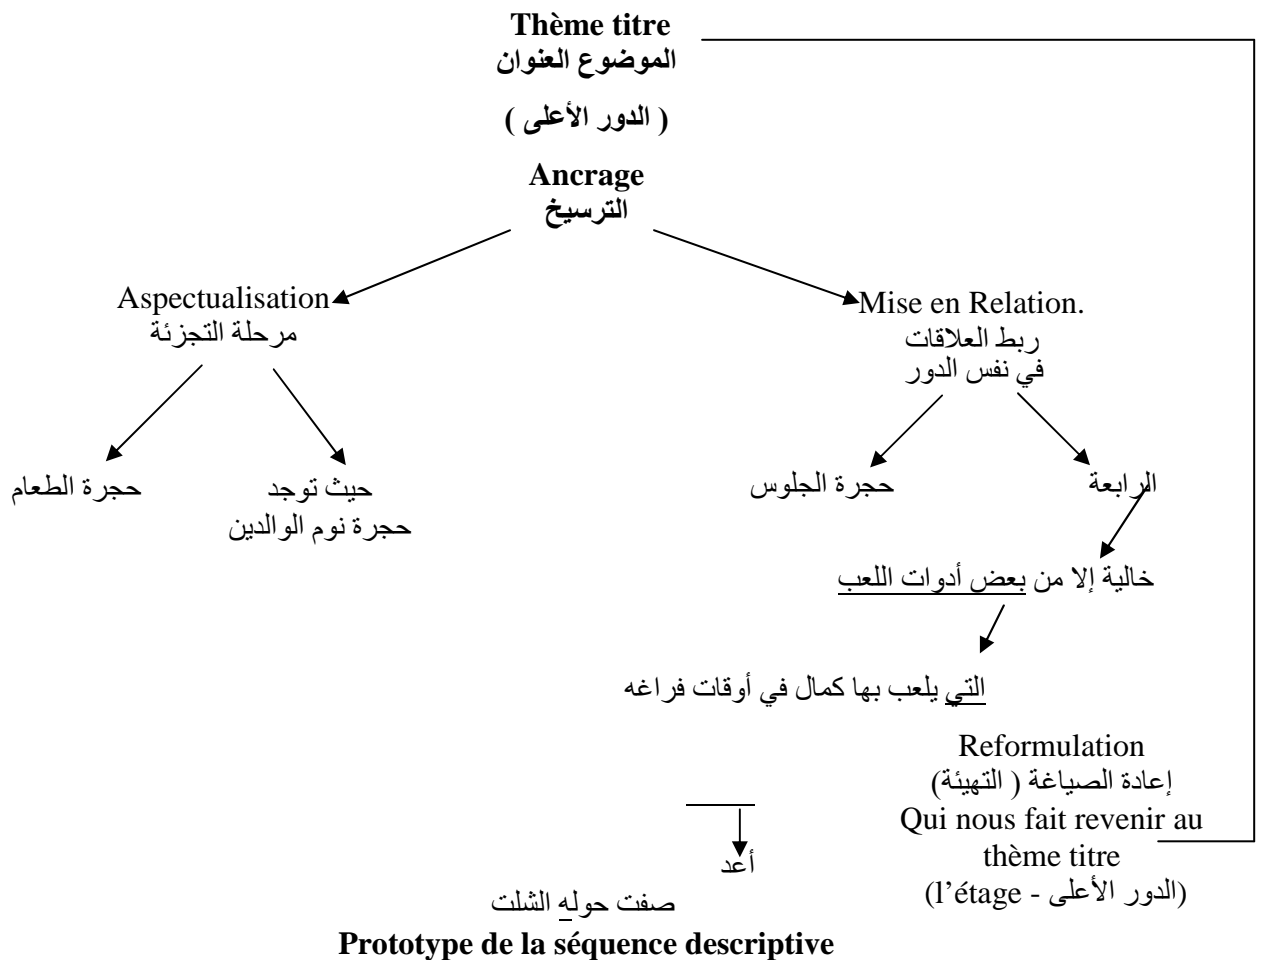 Thème titre
الموضوع العنوان
( الدور الأعلى )
Ancrage
الترسيخ
Aspectualisation
مرحلة التجزئة
Mise en Relation.
ربط العلاقات
في نفس الدور
حجرة الطعام
حيث توجد
حجرة نوم الوالدين
حجرة الجلوس
الرابعة
خالية إلا من بعض أدوات اللعب
التي يلعب بها كمال في أوقات فراغه
Reformulation
إعادة الصياغة ( التهيئة)
Qui nous fait revenir au
thème titre
(l’étage - الدور الأعلى)
أعد
صفت حوله الشلت
Prototype de la séquence descriptive